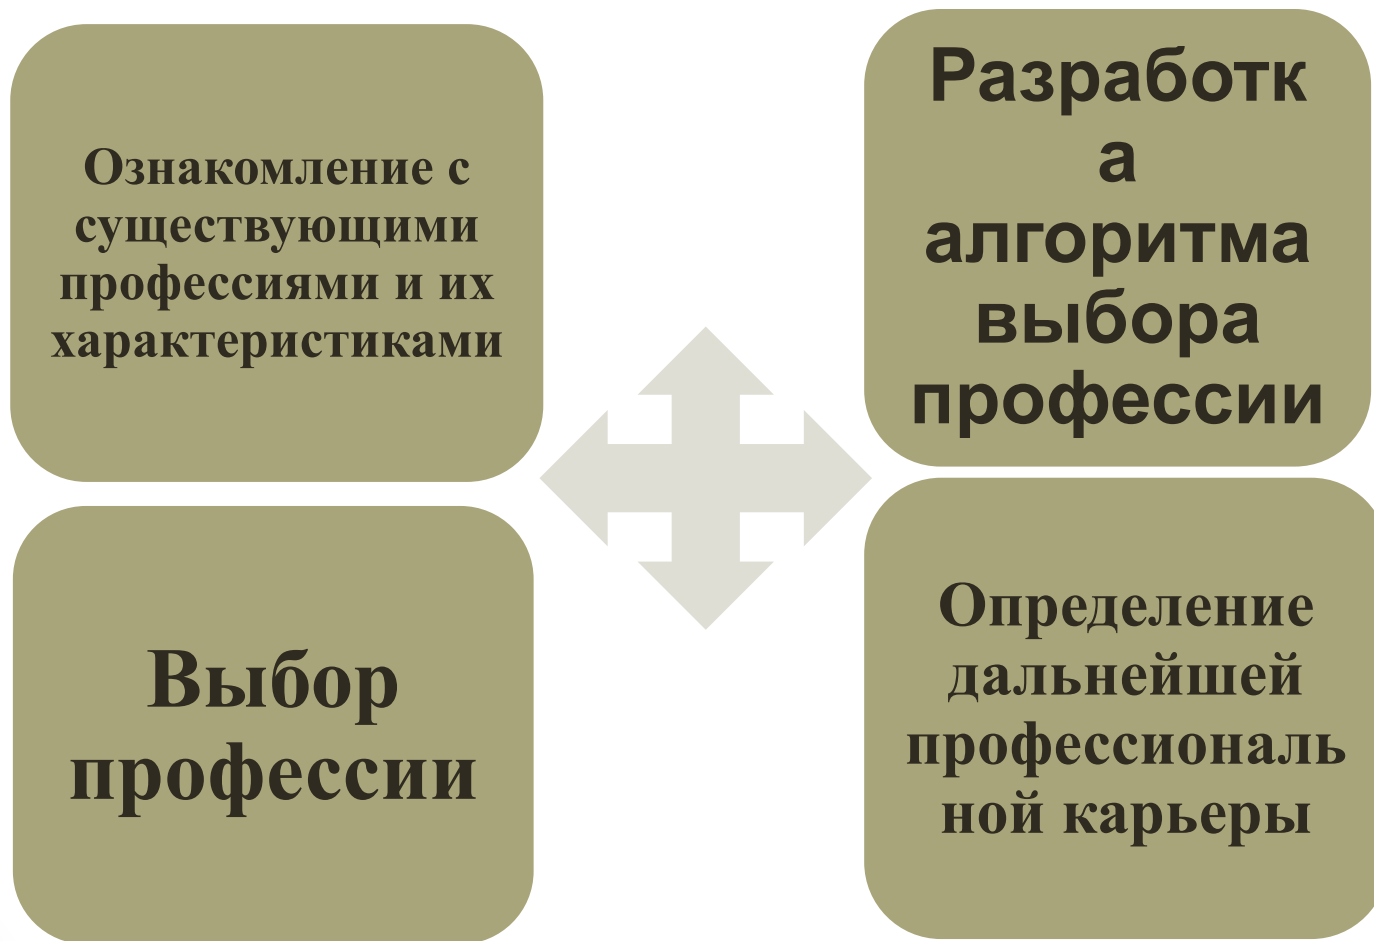 Ознакомление с
существующими
профессиями и их
характеристиками
Разработк
а
алгоритма
выбора
профессии
Выбор
профессии
Определение
дальнейшей
профессиональ
ной карьеры